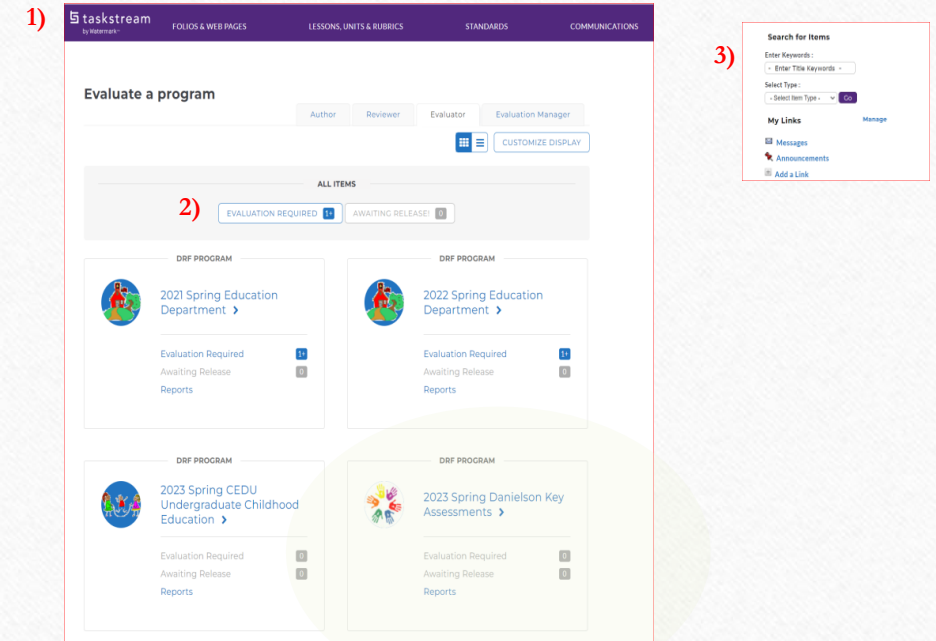 1)
taskstream
by Watermark
FOLIOS & WEB PAGES
LESSONS, UNITS & RUBRICS
STANDARDS
COMMUNICATIONS
Evaluate a program
Author
Reviewer
Evaluator
Evaluation Manager
CUSTOMIZE DISPLAY
ALL ITEMS
2)
EVALUATION REQUIRED 1+
AWAITING RELEASE! 0
DRF PROGRAM
2021 Spring Education
Department >
Evaluation Required 1+
Awaiting Release 0
Reports
DRF PROGRAM
2022 Spring Education
Department >
Evaluation Required 1+
Awaiting Release 0
Reports
DRF PROGRAM
2023 Spring CEDU
Undergraduate Childhood
Education >
Evaluation Required 0
Awaiting Release 0
Reports
DRF PROGRAM
2023 Spring Danielson Key
Assessments >
Evaluation Required 0
Awaiting Release 0
Reports
3)
Search for Items
Enter Keywords :
- Enter Title Keywords -
Select Type :
- Select Item Type -
Go
My Links
Manage
Messages
Announcements
Add a Link